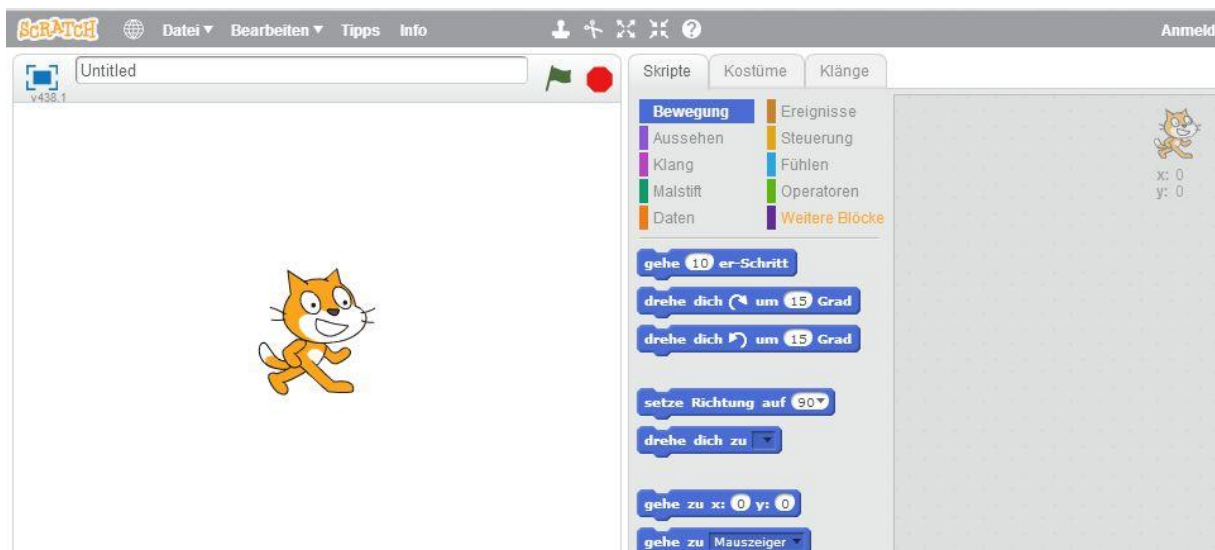 SCRATCH Datei Bearbeiten Tipps Info Anmeld
Untitled
v438.1
Skripte Kostüme Klänge
Bewegung Ereignisse
Aussehen Steuerung
Klang Fühlen
Malstift Operatoren
Daten Weitere Blöcke
x: 0
y: 0
gehe 10 er-Schritt
drehe dich um 15 Grad
drehe dich um 15 Grad
setze Richtung auf 90
drehe dich zu
gehe zu x: 0 y: 0
gehe zu Mauszeiger